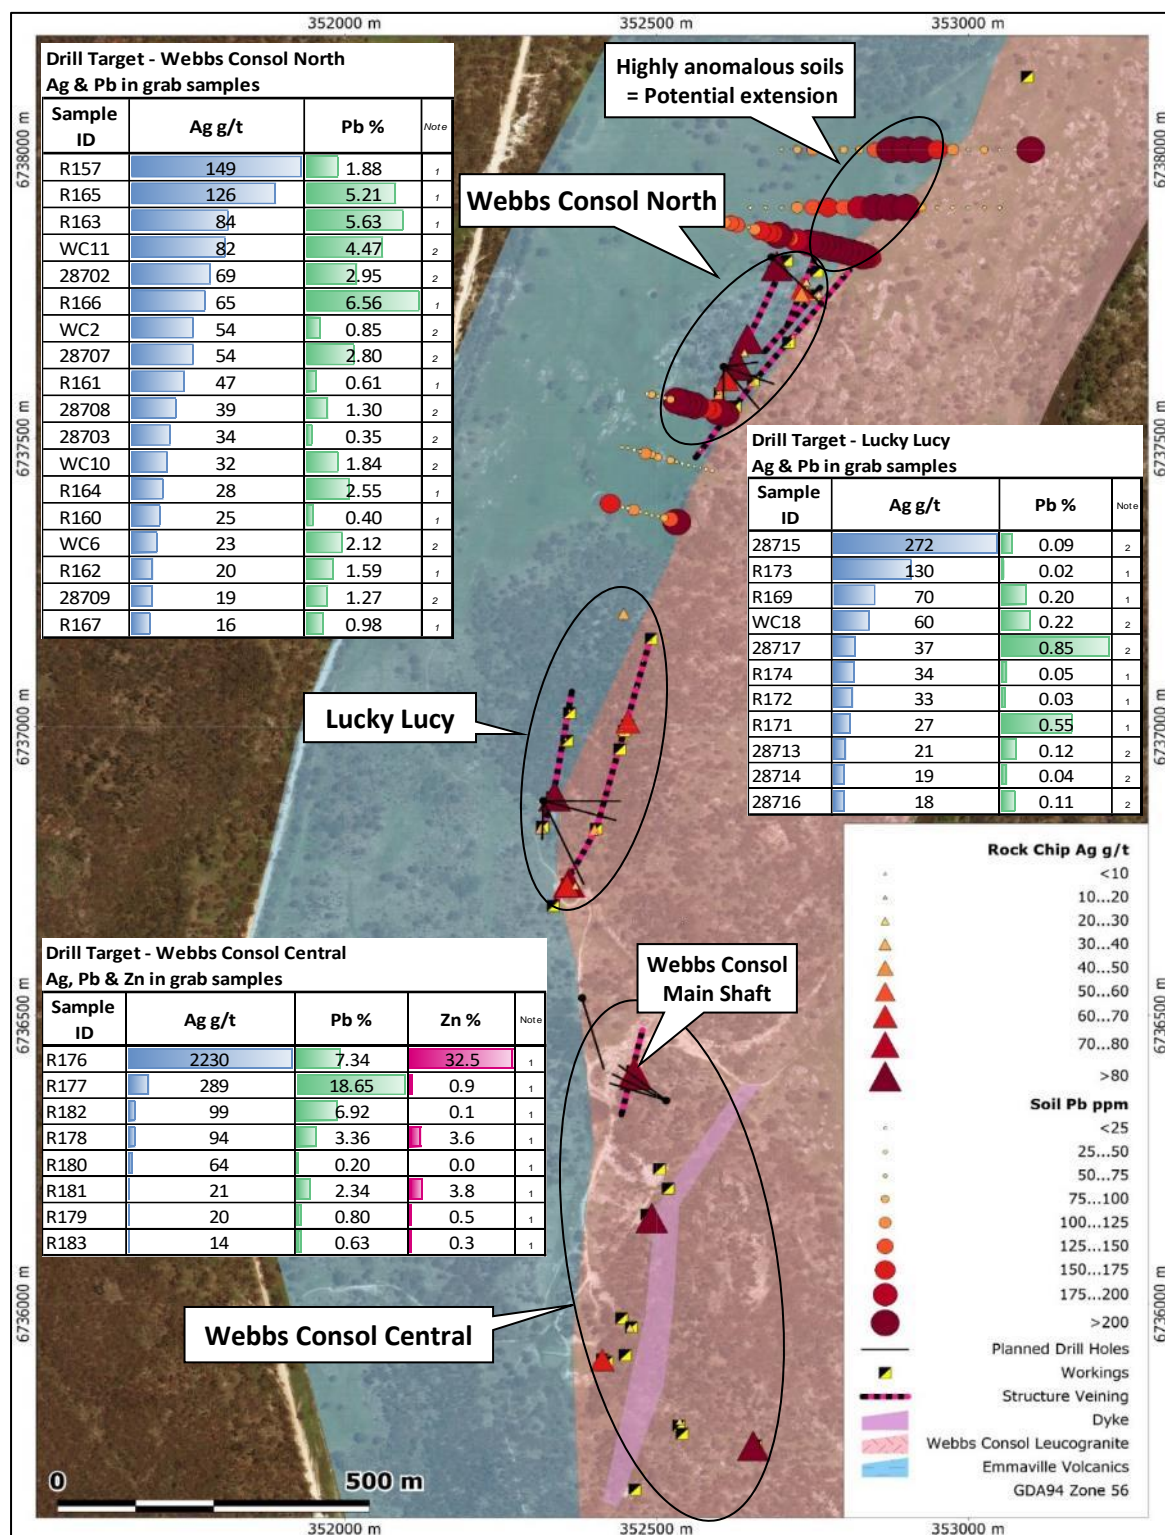 352000 m 352500 m 353000 m
6738000 m
6737500 m
6737000 m
6736500 m
6736000 m
Drill Target - Webbs Consol North
Ag & Pb in grab samples
Sample ID Ag g/t Pb % Note
R157 149 1.88 1
R165 126 5.21 1
R163 84 5.63 1
WC11 82 4.47 2
28702 69 2.95 2
R166 65 6.56 1
WC2 54 0.85 2
28707 54 2.80 2
R161 47 0.61 1
28708 39 1.30 2
28703 34 0.35 2
WC10 32 1.84 2
R164 28 2.55 1
R160 25 0.40 1
WC6 23 2.12 2
R162 20 1.59 1
28709 19 1.27 2
R167 16 0.98 1
Highly anomalous soils
= Potential extension
Webbs Consol North
6738000 m
6737500 m
6737000 m
6736500 m
6736000 m
Drill Target - Lucky Lucy
Ag & Pb in grab samples
Sample ID Ag g/t Pb % Note
28715 272 0.09 2
R173 130 0.02 1
R169 70 0.20 1
WC18 60 0.22 2
28717 37 0.85 2
R174 34 0.05 1
R172 33 0.03 1
R171 27 0.55 1
28713 21 0.12 2
28714 19 0.04 2
28716 18 0.11 2
Lucky Lucy
Drill Target - Webbs Consol Central
Ag, Pb & Zn in grab samples
Sample ID Ag g/t Pb % Zn % Note
R176 2230 7.34 32.5 1
R177 289 18.65 0.9 1
R182 99 6.92 0.1 1
R178 94 3.36 3.6 1
R180 64 0.20 0.0 1
R181 21 2.34 3.8 1
R179 20 0.80 0.5 1
R183 14 0.63 0.3 1
Webbs Consol
Main Shaft
Webbs Consol Central
Rock Chip Ag g/t
<10
10...20
20...30
30...40
40...50
50...60
60...70
70...80
>80
Soil Pb ppm
<25
25...50
50...75
75...100
100...125
125...150
150...175
175...200
>200
Planned Drill Holes
Workings
Structure Veining
Dyke
Webbs Consol Leucogranite
Emmaville Volcanics
GDA94 Zone 56
0 500 m
352000 m 352500 m 353000 m